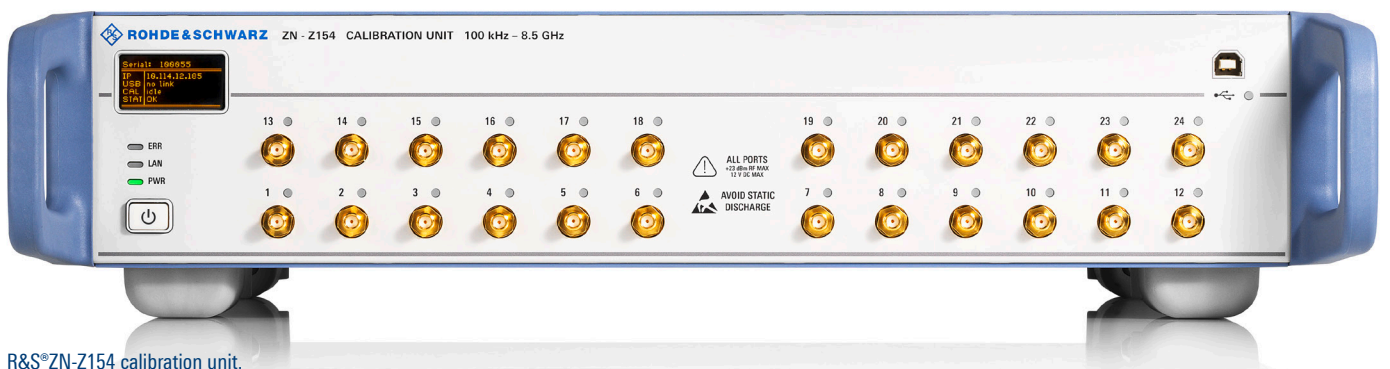 ROHDE&SCHWARZ ZN - Z154 CALIBRATION UNIT 100 kHz – 8.5 GHz
Serial: 100055
IP 10.114.12.185
USB no link
CAL idle
STAT OK
13 14 15 16 17 18 19 20 21 22 23 24
ERR
LAN
PWR
ALL PORTS
+23 dBm RF MAX
12 V DC MAX
1 2 3 4 5 6 7 8 9 10 11 12
AVOID STATIC
DISCHARGE
R&S®ZN-Z154 calibration unit.